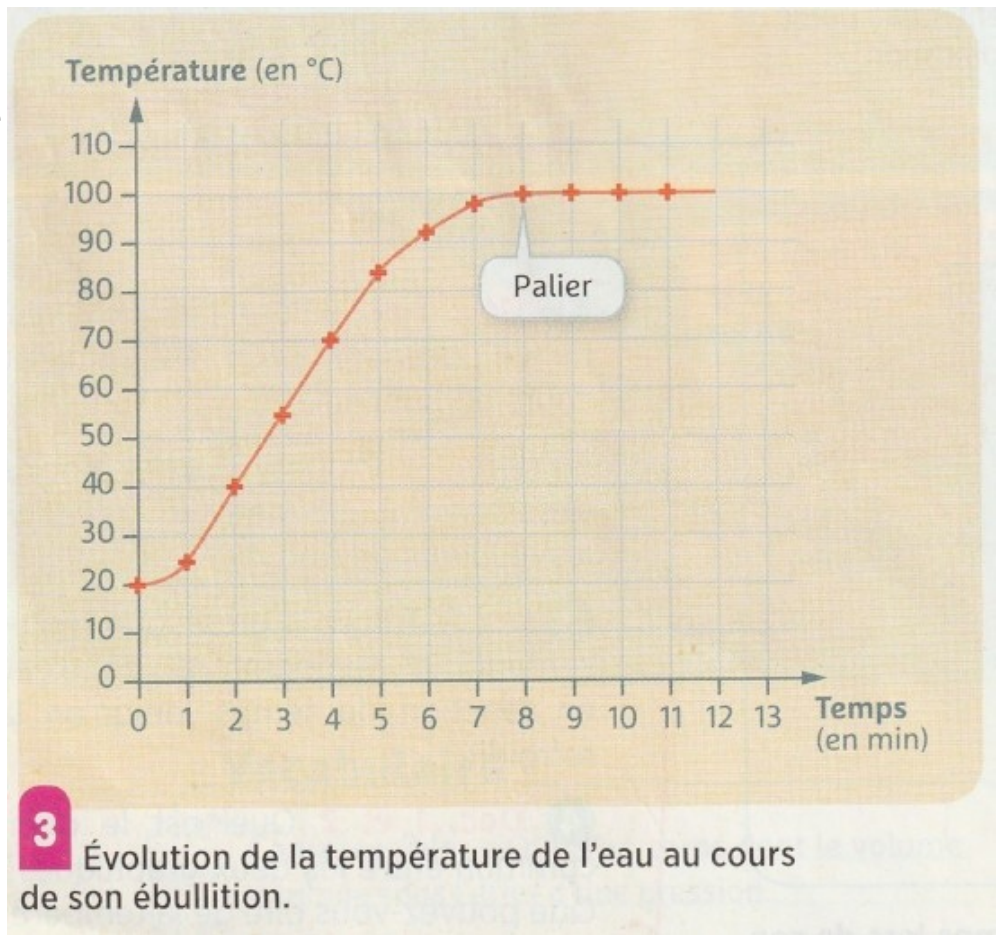 Température (en °C)
110
100
90
80
70
60
50
40
30
20
10
0
Palier
0 1 2 3 4 5 6 7 8 9 10 11 12 13
Temps
(en min)
3
Évolution de la température de l'eau au cours
de son ébullition.